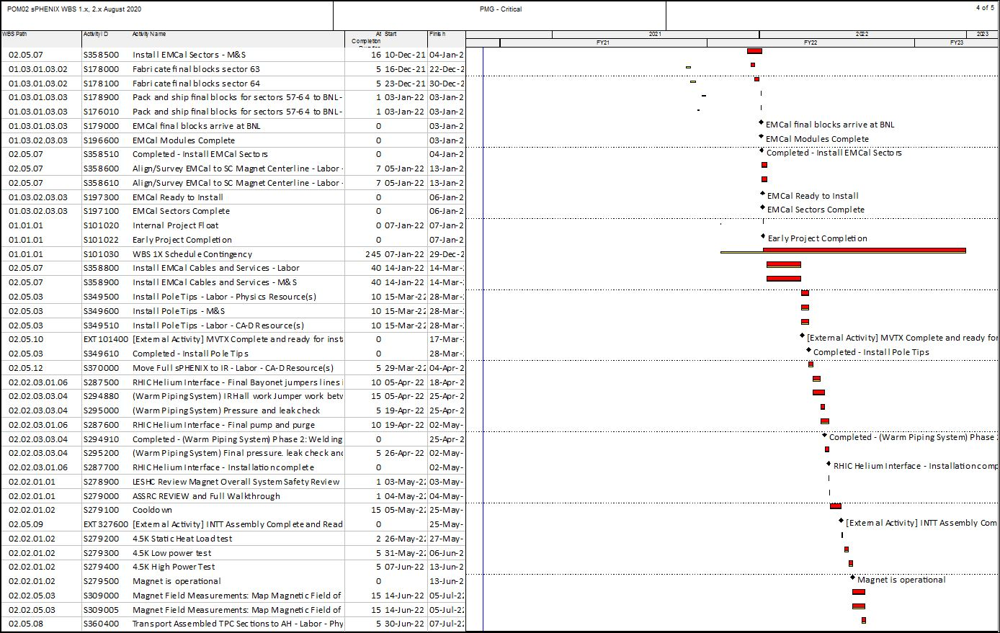 POM02 sPHENIX WBS 1.x, 2.x August 2020 PMG - Critical 4 of 5
WBS Path Activity ID Activity Name At Completion Start Finish 2021 2022 2023
FY21 FY22 FY23
02.05.07 S358500 Install EMCal Sectors - M&S 16 10-Dec-21 04-Jan-2
01.03.01.03.02 S178000 Fabricate final blocks sector 63 5 16-Dec-21 22-Dec-2
01.03.01.03.02 S178100 Fabricate final blocks sector 64 5 23-Dec-21 30-Dec-2
01.03.01.03.03 S178900 Pack and ship final blocks for sectors 57-64 to BNL- 1 03-Jan-22 03-Jan-2
01.03.01.03.03 S176010 Pack and ship final blocks for sectors 57-64 to BNL- 1 03-Jan-22 03-Jan-2
01.03.01.03.03 S179000 EMCal final blocks arrive at BNL 0 03-Jan-2 EMCal final blocks arrive at BNL
01.03.02.03.03 S196600 EMCal Modules Complete 0 03-Jan-2 EMCal Modules Complete
02.05.07 S358510 Completed - Install EMCal Sectors 0 04-Jan-2 Completed - Install EMCal Sectors
02.05.07 S358600 Align/Survey EMCal to SC Magnet Centerline - Labor - 7 05-Jan-22 13-Jan-2
02.05.07 S358610 Align/Survey EMCal to SC Magnet Centerline - Labor - 7 05-Jan-22 13-Jan-2
01.03.02.03.03 S197300 EMCal Ready to Install 0 06-Jan-2 EMCal Ready to Install
01.03.02.03.03 S197100 EMCal Sectors Complete 0 06-Jan-2 EMCal Sectors Complete
01.01.01 S101020 Internal Project Float 0 07-Jan-22 07-Jan-2
01.01.01 S101022 Early Project Completion 0 07-Jan-2 Early Project Completion
01.01.01 S101030 WBS 1X Schedule Contingency 245 07-Jan-22 29-Dec-2
02.05.07 S358800 Install EMCal Cables and Services - Labor 40 14-Jan-22 14-Mar-
02.05.07 S358900 Install EMCal Cables and Services - M&S 40 14-Jan-22 14-Mar-
02.05.03 S349500 Install Pole Tips - Labor - Physics Resource(s) 10 15-Mar-22 28-Mar-
02.05.03 S349600 Install Pole Tips - M&S 10 15-Mar-22 28-Mar-
02.05.03 S349510 Install Pole Tips - Labor - CA-D Resource(s) 10 15-Mar-22 28-Mar-
02.05.10 EXT101400 [External Activity] MVTX Complete and ready for inst 0 17-Mar- [External Activity] MVTX Complete and ready for
02.05.03 S349610 Completed - Install Pole Tips 0 28-Mar- Completed - Install Pole Tips
02.05.12 S370000 Move Full sPHENIX to IR - Labor - CA-D Resource(s) 5 29-Mar-22 04-Apr-2
02.02.03.01.06 S287500 RHIC Helium Interface - Final Bayonet jumpers lines i 10 05-Apr-22 18-Apr-2
02.02.03.03.04 S294880 (Warm Piping System) IR Hall work Jumper work betw 15 05-Apr-22 25-Apr-2
02.02.03.03.04 S295000 (Warm Piping System) Pressure and leak check 5 19-Apr-22 25-Apr-2
02.02.03.01.06 S287600 RHIC Helium Interface - Final pump and purge 10 19-Apr-22 02-May-
02.02.03.03.04 S294910 Completed - (Warm Piping System) Phase 2: Welding 0 25-Apr-2 Completed - (Warm Piping System) Phase 2
02.02.03.03.04 S295200 (Warm Piping System) Final pressure. leak check and 5 26-Apr-22 02-May-
02.02.03.01.06 S287700 RHIC Helium Interface - Installation complete 0 02-May- RHIC Helium Interface - Installation comp
02.02.01.01 S278900 LESHC Review Magnet Overall System Safety Review 1 03-May-22 03-May-
02.02.01.01 S279000 ASSRC REVIEW and Full Walkthrough 1 04-May-22 04-May-
02.02.01.02 S279100 Cooldown 15 05-May-22 25-May-
02.05.09 EXT327600 [External Activity] INTT Assembly Complete and Read 0 25-May- [External Activity] INTT Assembly Com
02.02.01.02 S279200 4.5K Static Heat Load test 2 26-May-22 27-May-
02.02.01.02 S279300 4.5K Low power test 5 31-May-22 06-Jun-2
02.02.01.02 S279400 4.5K High Power Test 5 07-Jun-22 13-Jun-2
02.02.01.02 S279500 Magnet is operational 0 13-Jun-2 Magnet is operational
02.02.05.03 S309000 Magnet Field Measurements: Map Magnetic Field of 15 14-Jun-22 05-Jul-22
02.02.05.03 S309005 Magnet Field Measurements: Map Magnetic Field of 15 14-Jun-22 05-Jul-22
02.05.08 S360400 Transport Assembled TPC Sections to AH - Labor - Phy 5 30-Jun-22 07-Jul-22